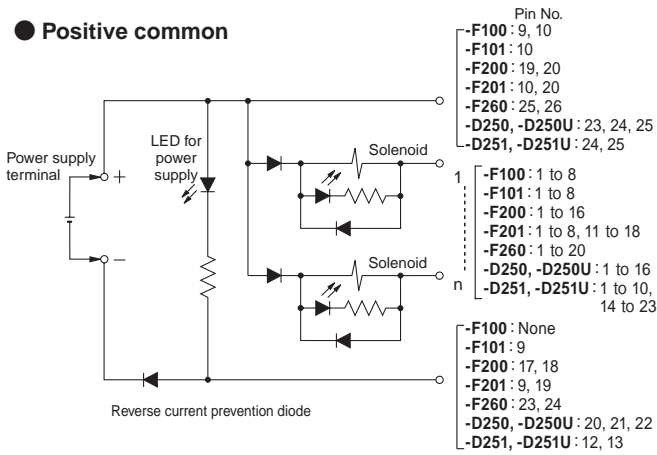 ● Positive common
Pin No.
-F100 : 9, 10
-F101 : 10
-F200 : 19, 20
-F201 : 10, 20
-F260 : 25, 26
-D250, -D250U : 23, 24, 25
-D251, -D251U : 24, 25
Power supply
terminal
+
−
LED for
power
supply
Solenoid
1
Solenoid
n
-F100 : 1 to 8
-F101 : 1 to 8
-F200 : 1 to 16
-F201 : 1 to 8, 11 to 18
-F260 : 1 to 20
-D250, -D250U : 1 to 16
-D251, -D251U : 1 to 10,
14 to 23
-F100 : None
-F101 : 9
-F200 : 17, 18
-F201 : 9, 19
-F260 : 23, 24
-D250, -D250U : 20, 21, 22
-D251, -D251U : 12, 13
Reverse current prevention diode